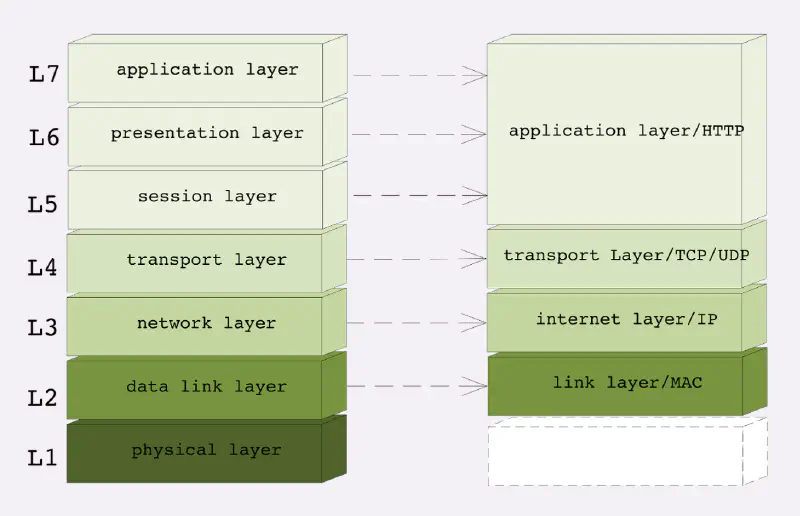 L7 application layer
L6 presentation layer
application layer/HTTP
L5 session layer
L4 transport layer
transport Layer/TCP/UDP
L3 network layer
internet layer/IP
L2 data link layer
link layer/MAC
L1 physical layer